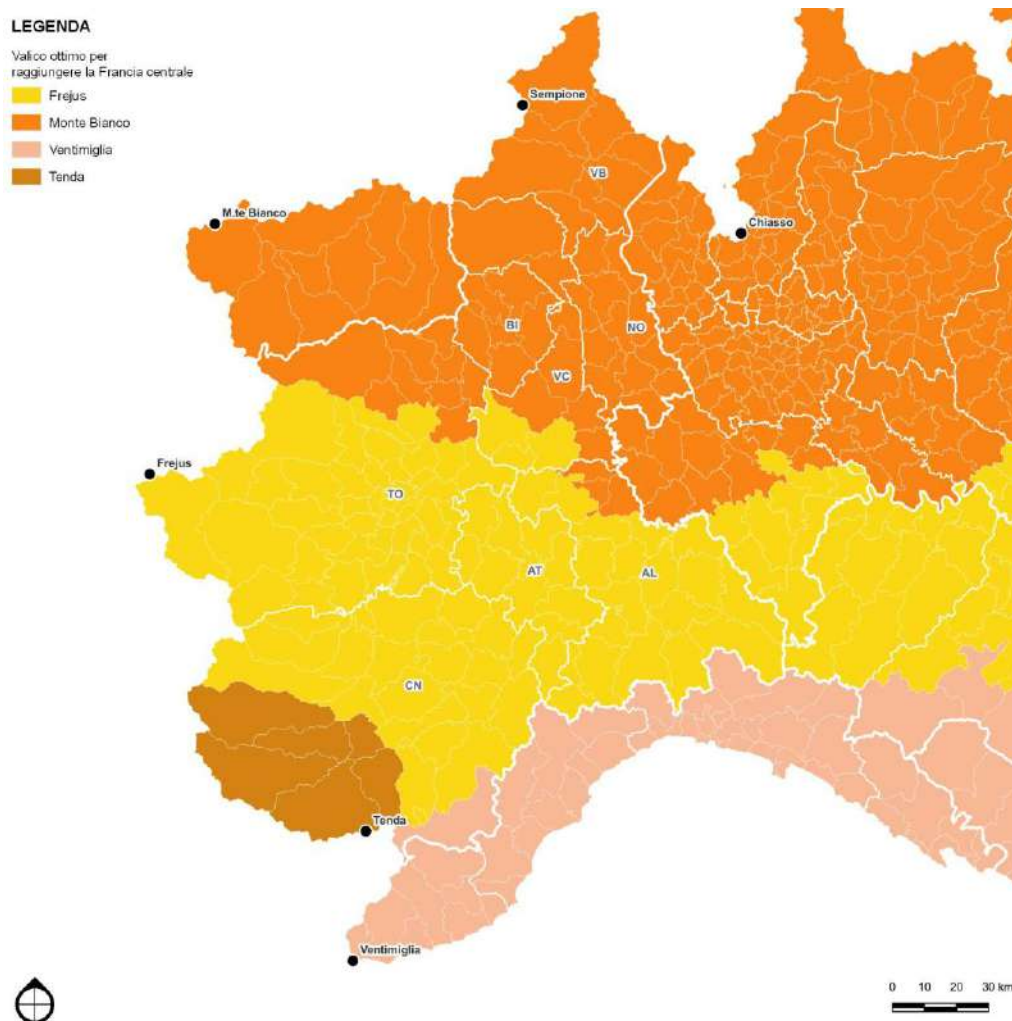 LEGENDA
Valico ottimo per
raggiungere la Francia centrale
Frejus
Monte Bianco
Ventimiglia
Tenda
Sempione
VB
M.te Bianco
Chiasso
BI
NO
VC
Frejus
TO
AT
AL
CN
Tenda
Ventimiglia
0 10 20 30 km